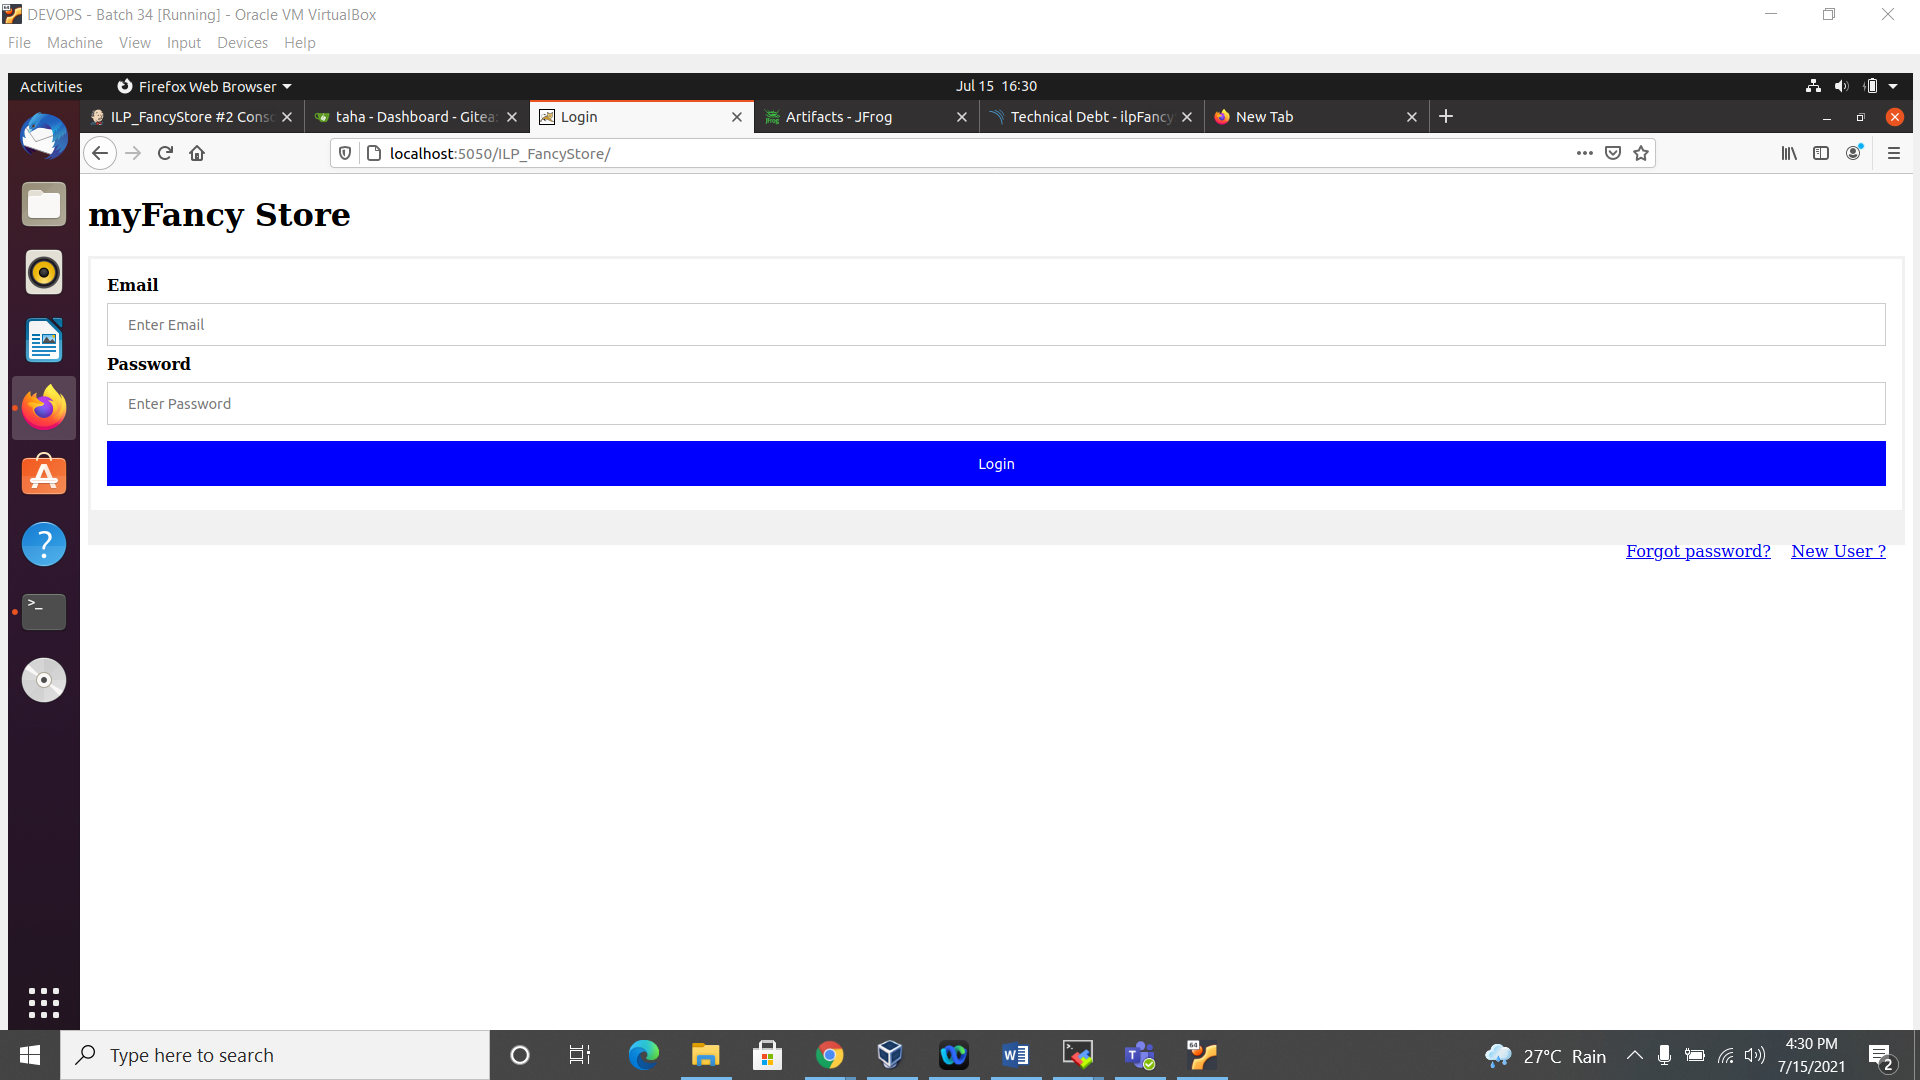 DEVOPS - Batch 34 [Running] - Oracle VM VirtualBox
File Machine View Input Devices Help
Activities Firefox Web Browser Jul 15 16:30
ILP_FancyStore #2 Conso taha - Dashboard - Gitea: Login Artifacts - JFrog Technical Debt - ilpFancy New Tab
localhost:5050/ILP_FancyStore/
myFancy Store
Email
Enter Email
Password
Enter Password
Login
Forgot password? New User ?
Type here to search
27°C Rain
4:30 PM
7/15/2021
2